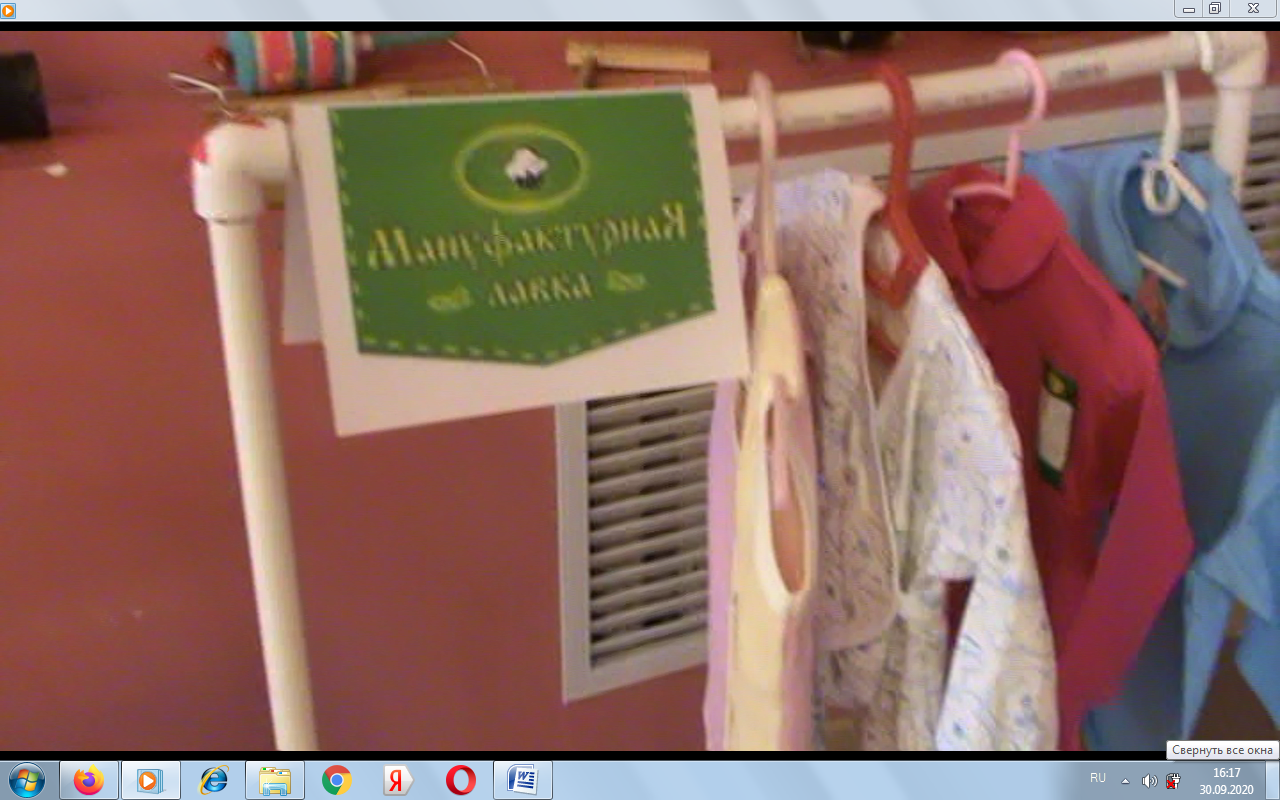 МануфактурнаЯ
лавка
Свернуть все окна
RU
16:17
30.09.2020